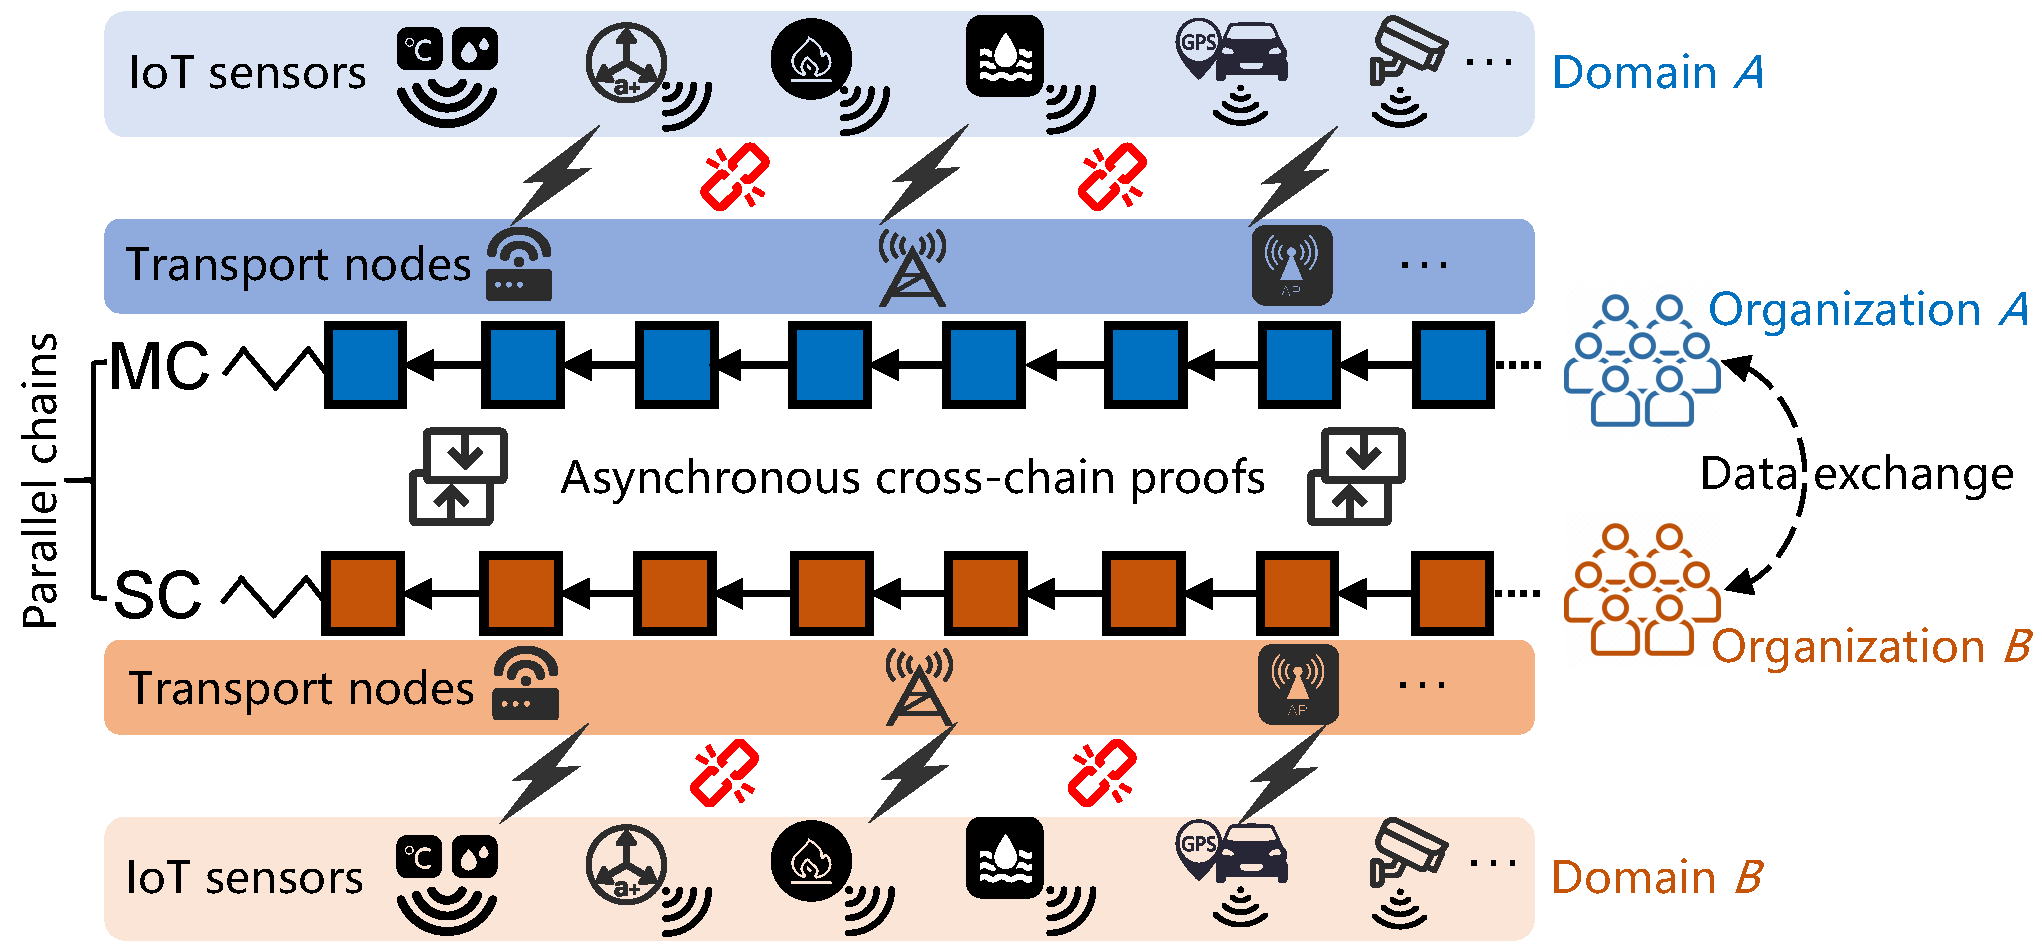 IoT sensors
°C
a+
GPS
...
Domain A
Transport nodes
AP
...
Organization A
Parallel chains
MC
Asynchronous cross-chain proofs
Data exchange
SC
Organization B
Transport nodes
AP
...
IoT sensors
°C
a+
GPS
...
Domain B